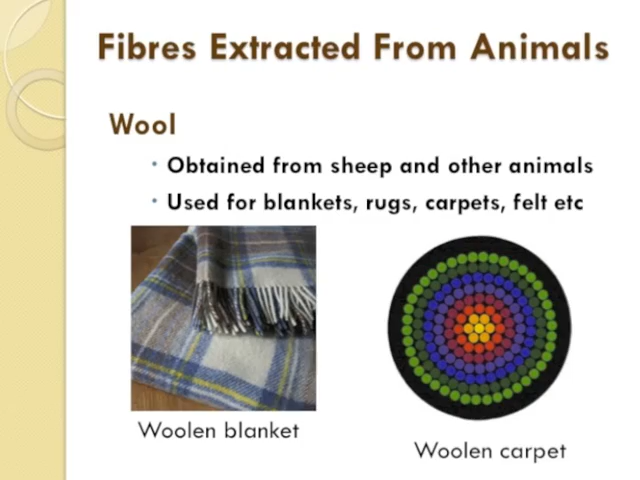 Fibres Extracted From Animals
Wool
• Obtained from sheep and other animals
• Used for blankets, rugs, carpets, felt etc
Woolen blanket
Woolen carpet